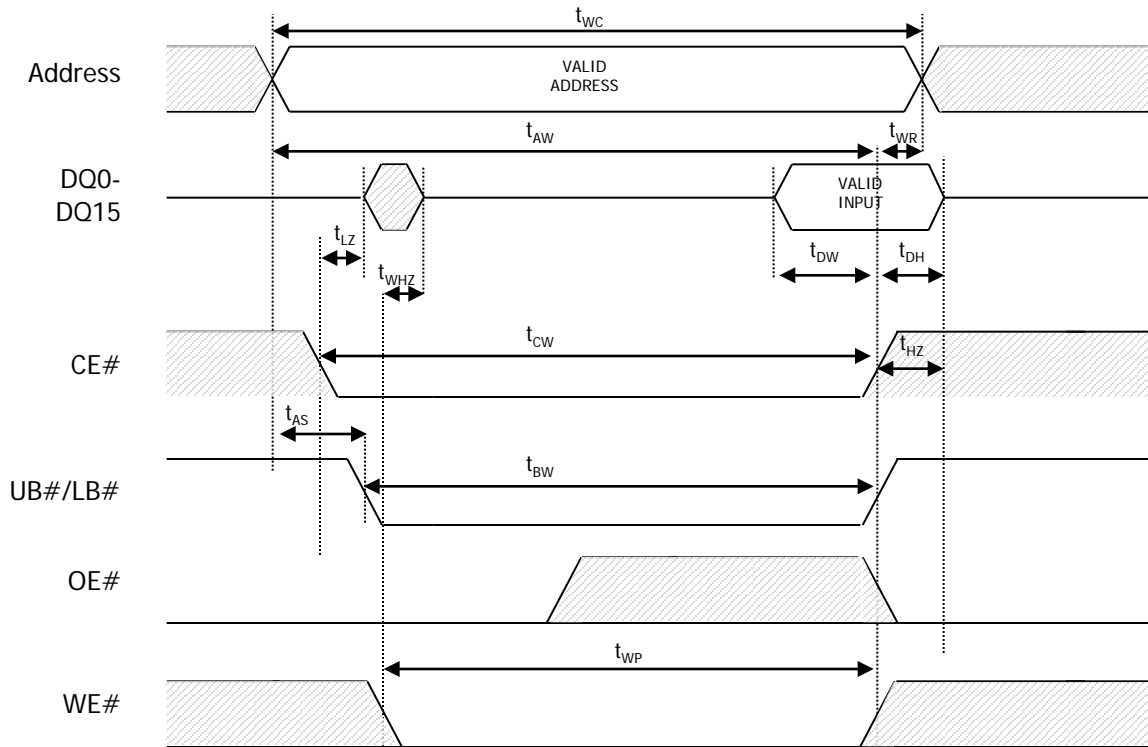 tWC
Address
VALID
ADDRESS
tAW
tWR
DQ0-
DQ15
VALID
INPUT
tLZ
tDW
tDH
tWHZ
CE#
tCW
tHZ
tAS
UB#/LB#
tBW
OE#
tWP
WE#